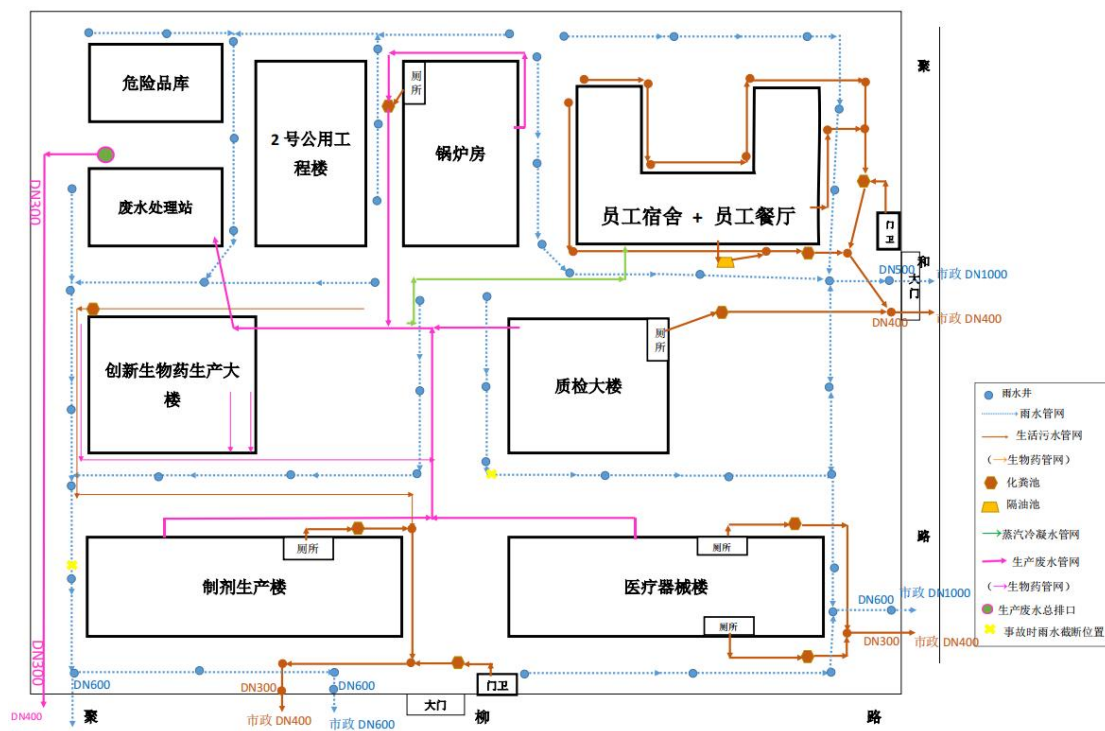 危险品库
2 号公用工
程楼
厕
所
锅炉房
聚
DN300
废水处理站
员工宿舍 + 员工餐厅
门
卫
和
大
门
DN500
市政 DN1000
DN400
市政 DN400
创新生物药生产大
楼
质检大楼
厕
所
雨水井
雨水管网
生活污水管网
(→生物药管网)
化粪池
隔油池
蒸汽冷凝水管网
生产废水管网
(→生物药管网)
生产废水总排口
事故时雨水截断位置
路
厕所
制剂生产楼
厕所
医疗器械楼
厕所
DN600
市政 DN1000
DN300
市政 DN400
DN300
DN600
DN300
DN600
门卫
大门
DN400
聚
市政 DN400
市政 DN600
柳
路